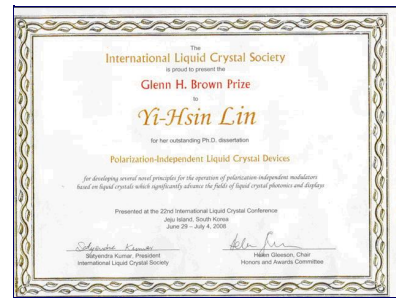 The
International Liquid Crystal Society
is proud to present the
Glenn H. Brown Prize
to
Yi-Hsin Lin
for her outstanding Ph.D. dissertation
Polarization-Independent Liquid Crystal Devices
for developing several novel principles for the operation of polarization-independent modulators
based on liquid crystals which significantly advance the fields of liquid crystal photonics and displays
Presented at the 22nd International Liquid Crystal Conference
Jeju Island, South Korea
June 29 - July 4, 2008
Satyendra Kumar
Satyendra Kumar, President
International Liquid Crystal Society
Helen Gleeson, Chair
Honors and Awards Committee